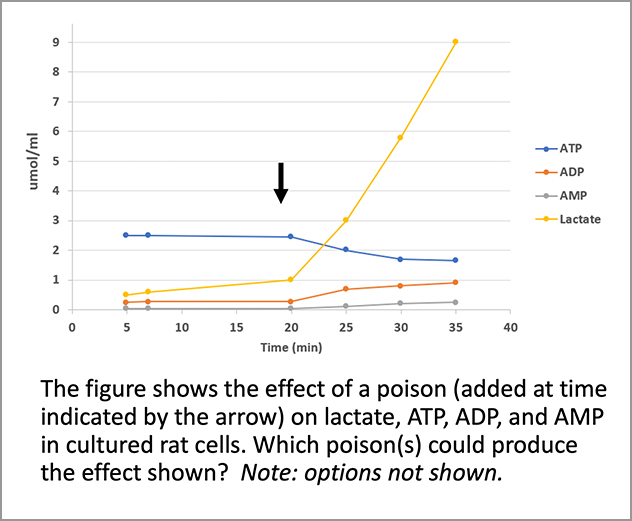 9
8
7
6
5
4
3
2
1
0
umol/ml
0 5 10 15 20 25 30 35 40
Time (min)
ATP
ADP
AMP
Lactate
The figure shows the effect of a poison (added at time
indicated by the arrow) on lactate, ATP, ADP, and AMP
in cultured rat cells. Which poison(s) could produce
the effect shown? Note: options not shown.